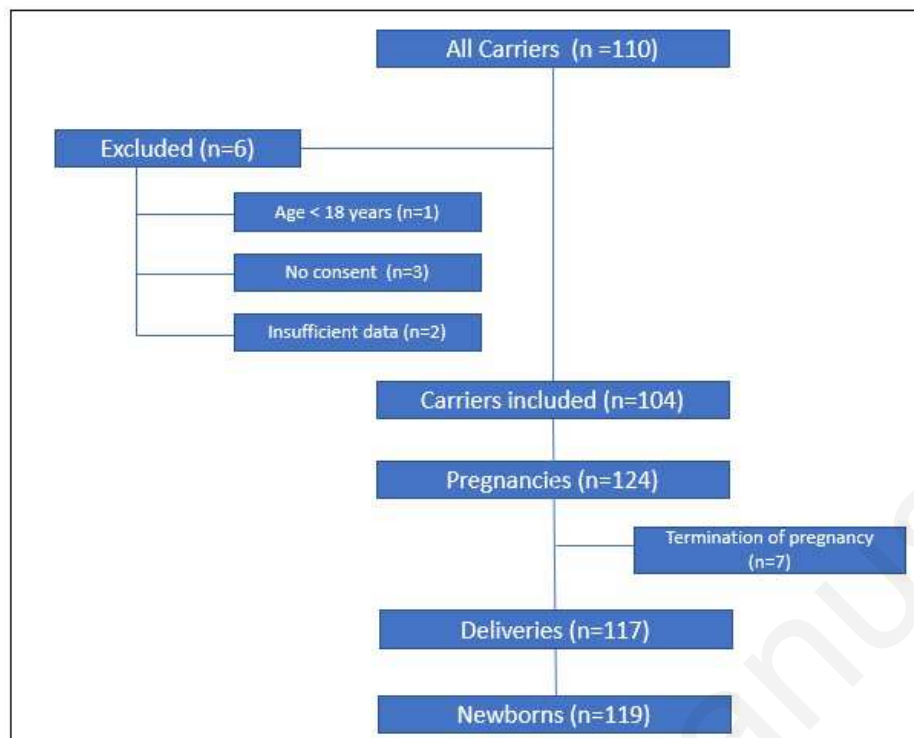 All Carriers (n =110)
Excluded (n=6)
Age < 18 years (n=1)
No consent (n=3)
Insufficient data (n=2)
Carriers included (n=104)
Pregnancies (n=124)
Termination of pregnancy
(n=7)
Deliveries (n=117)
Newborns (n=119)